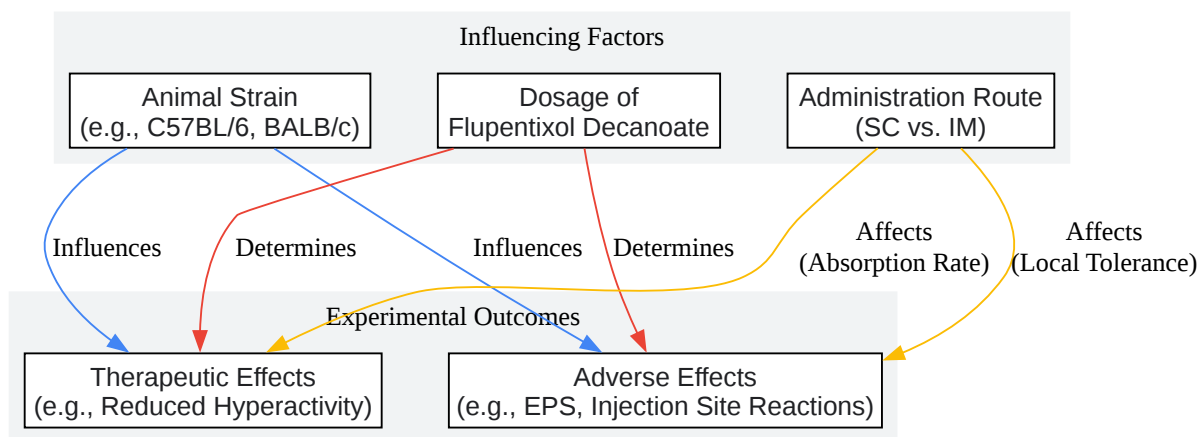 Influencing Factors
Animal Strain
(e.g., C57BL/6, BALB/c)
Dosage of
Flupentixol Decanoate
Administration Route
(SC vs. IM)
Influences
Determines
Influences
Determines
Affects
(Absorption Rate)
Affects
(Local Tolerance)
Experimental Outcomes
Therapeutic Effects
(e.g., Reduced Hyperactivity)
Adverse Effects
(e.g., EPS, Injection Site Reactions)